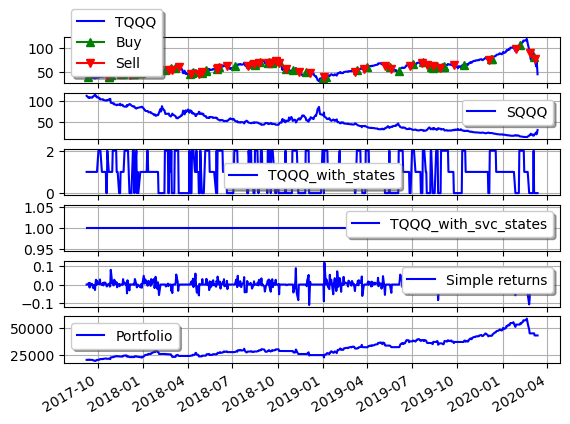 TQQQ
Buy
Sell
100
50
SQQQ
100
50
TQQQ_with_states
2
0
TQQQ_with_svc_states
1.05
1.00
0.95
Simple returns
0.1
0.0
−0.1
Portfolio
50000
25000
2017-10 2018-01 2018-04 2018-07 2018-10 2019-01 2019-04 2019-07 2019-10 2020-01 2020-04